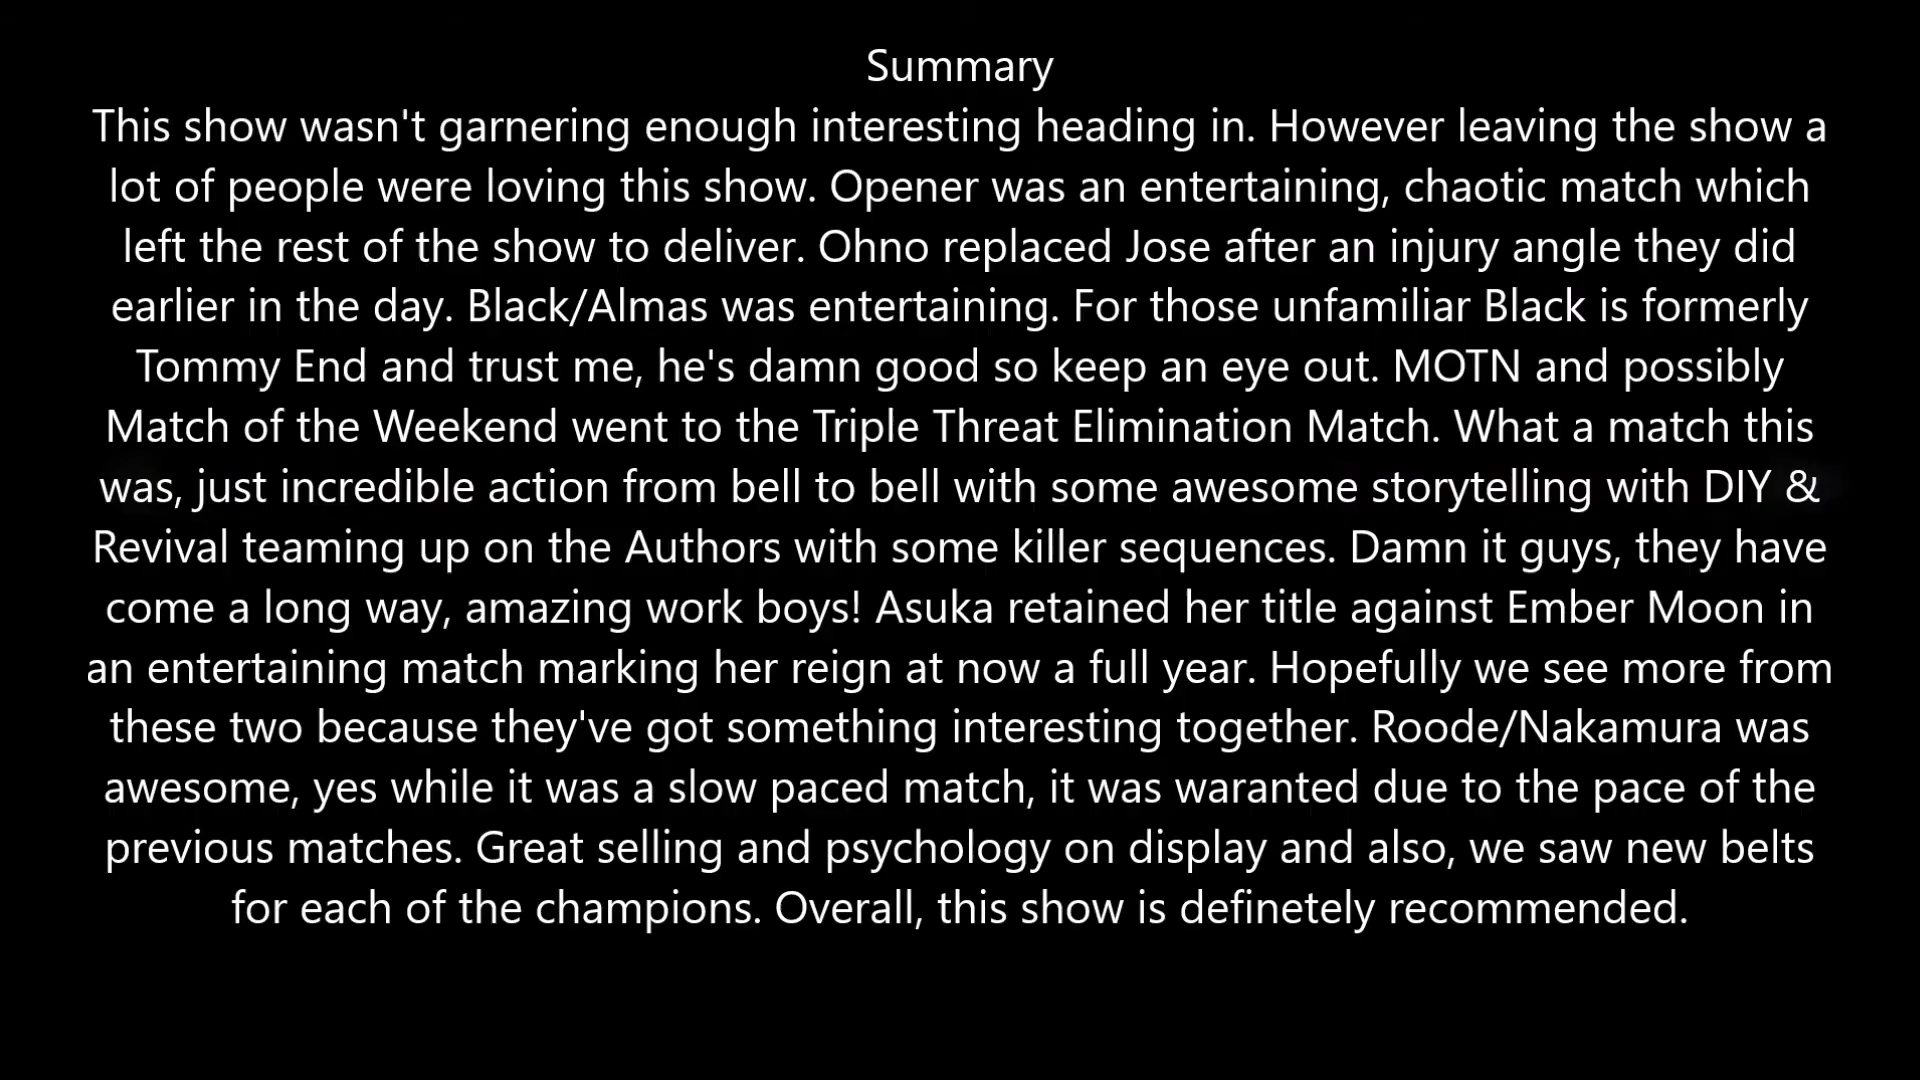 Summary
This show wasn't garnering enough interesting heading in. However leaving the show a
lot of people were loving this show. Opener was an entertaining, chaotic match which
left the rest of the show to deliver. Ohno replaced Jose after an injury angle they did
earlier in the day. Black/Almas was entertaining. For those unfamiliar Black is formerly
Tommy End and trust me, he's damn good so keep an eye out. MOTN and possibly
Match of the Weekend went to the Triple Threat Elimination Match. What a match this
was, just incredible action from bell to bell with some awesome storytelling with DIY &
Revival teaming up on the Authors with some killer sequences. Damn it guys, they have
come a long way, amazing work boys! Asuka retained her title against Ember Moon in
an entertaining match marking her reign at now a full year. Hopefully we see more from
these two because they've got something interesting together. Roode/Nakamura was
awesome, yes while it was a slow paced match, it was waranted due to the pace of the
previous matches. Great selling and psychology on display and also, we saw new belts
for each of the champions. Overall, this show is definetely recommended.